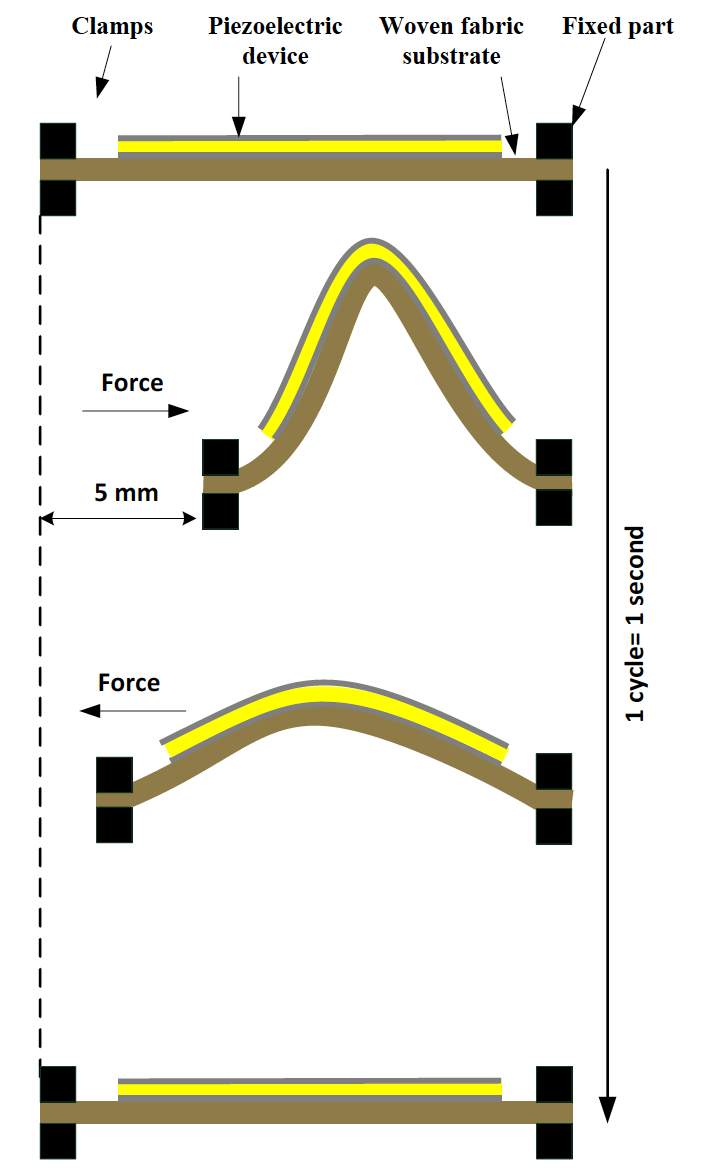 Clamps
Piezoelectric
device
Woven fabric
substrate
Fixed part
Force
5 mm
Force
1 cycle= 1 second